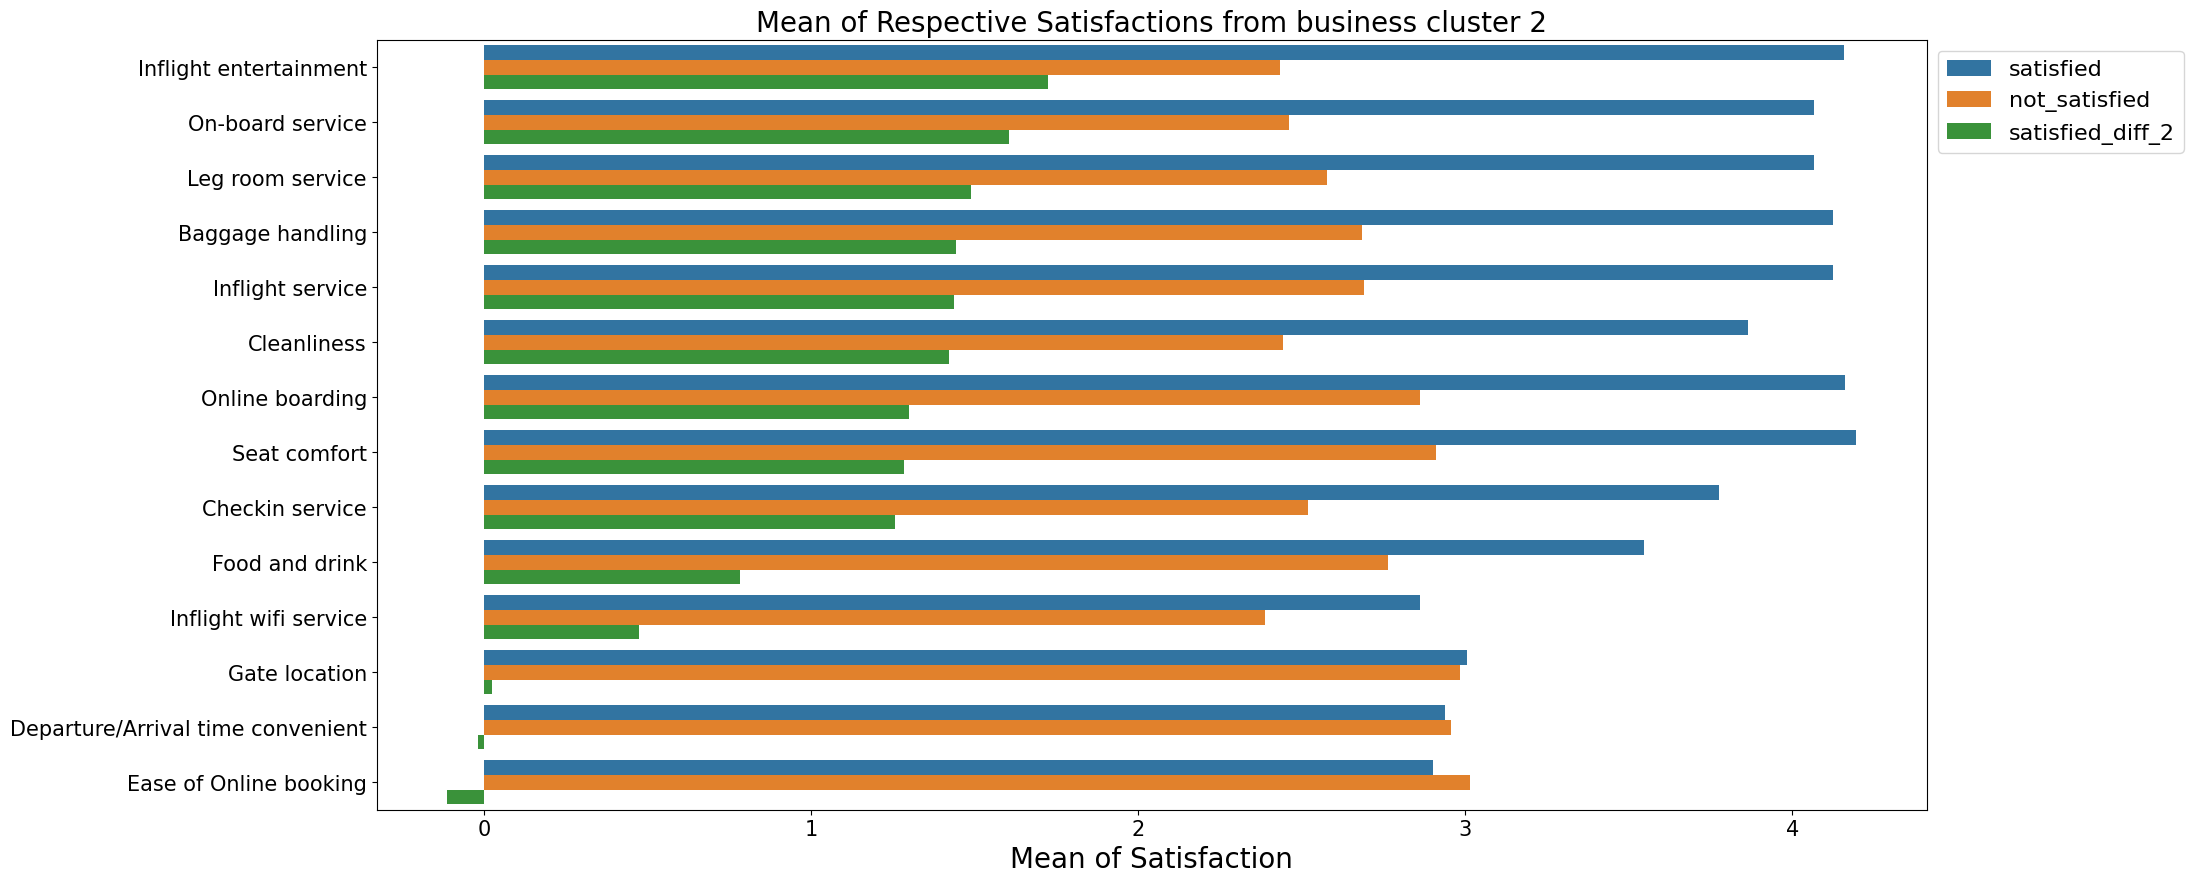 Mean of Respective Satisfactions from business cluster 2
satisfied
not_satisfied
satisfied_diff_2
Inflight entertainment
On-board service
Leg room service
Baggage handling
Inflight service
Cleanliness
Online boarding
Seat comfort
Checkin service
Food and drink
Inflight wifi service
Gate location
Departure/Arrival time convenient
Ease of Online booking
0 1 2 3 4
Mean of Satisfaction